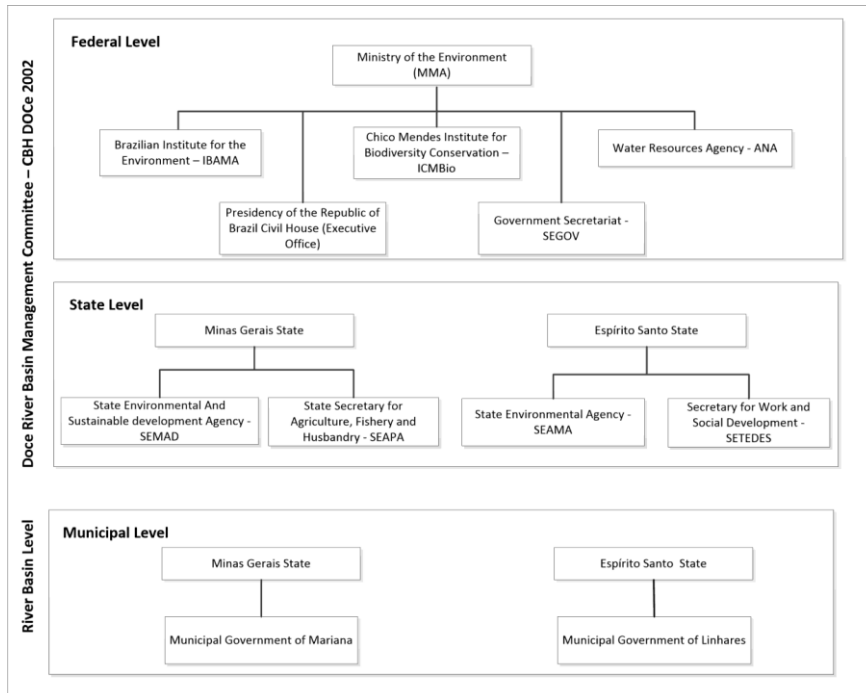 Doce River Basin Management Committee – CBH DOCe 2002
Federal Level
Ministry of the Environment
(MMA)
Brazilian Institute for the
Environment – IBAMA
Chico Mendes Institute for
Biodiversity Conservation –
ICMBio
Water Resources Agency - ANA
Presidency of the Republic of
Brazil Civil House (Executive
Office)
Government Secretariat -
SEGOV
State Level
Minas Gerais State
Espírito Santo State
State Environmental And
Sustainable development Agency -
SEMAD
State Secretary for
Agriculture, Fishery and
Husbandry - SEAPA
State Environmental Agency -
SEAMA
Secretary for Work and
Social Development -
SETEDES
River Basin Level
Municipal Level
Minas Gerais State
Espírito Santo State
Municipal Government of Mariana
Municipal Government of Linhares